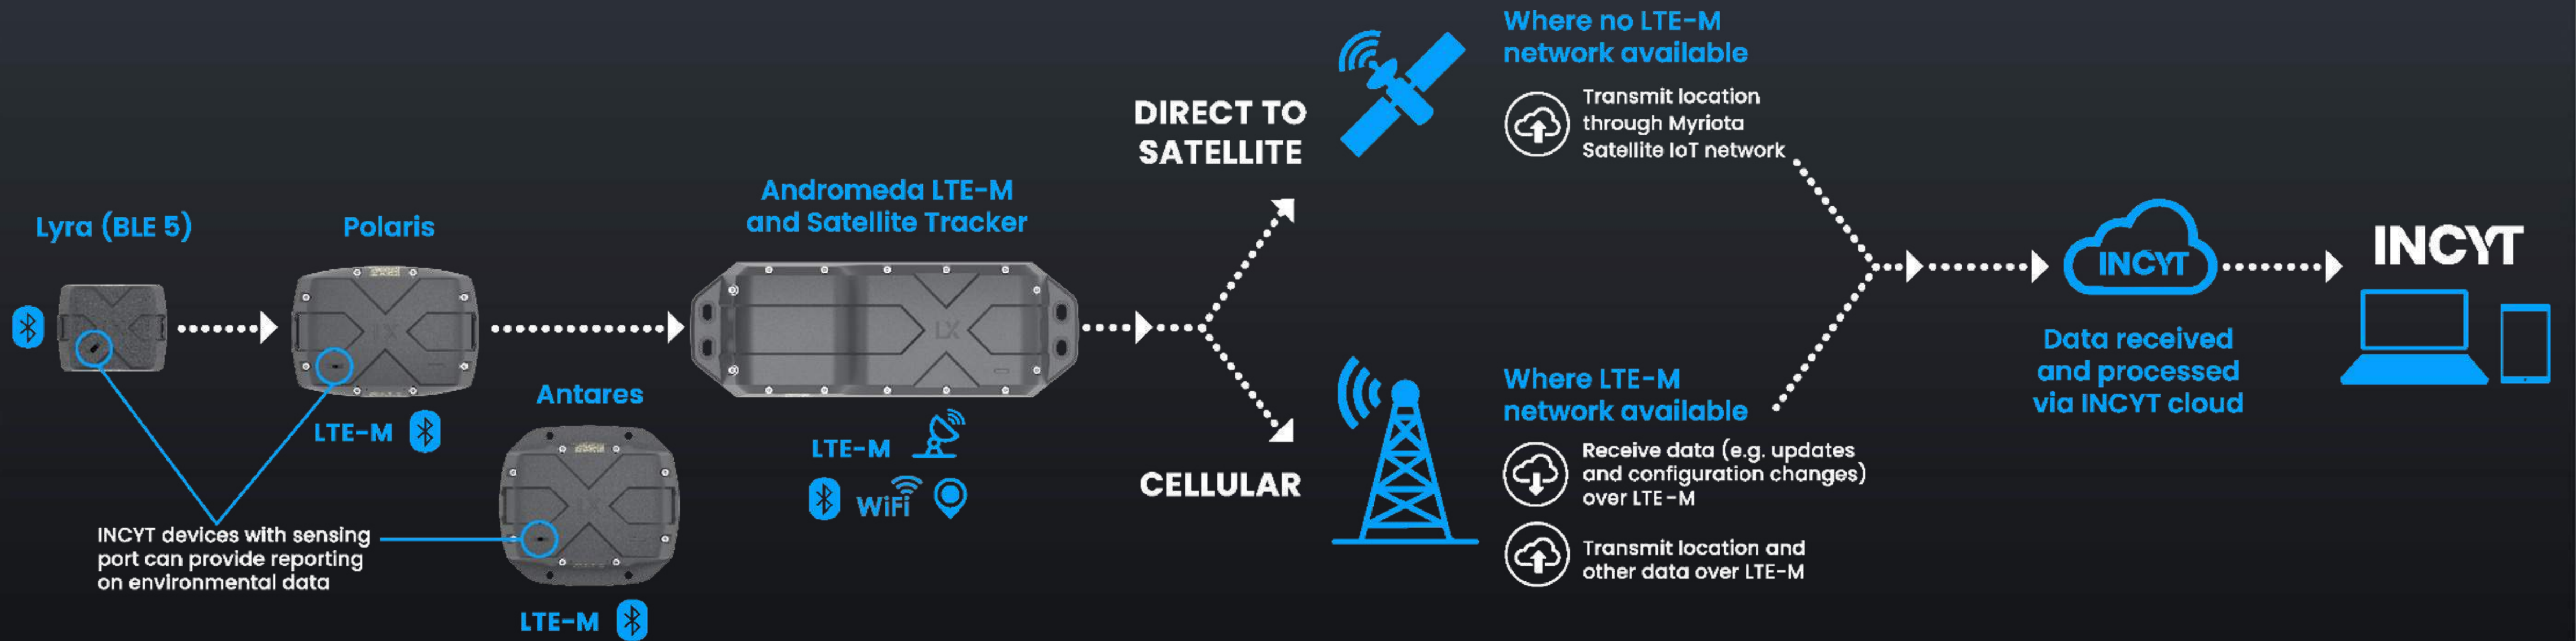 Lyra (BLE 5)
Polaris
LX
LTE-M
INCYT devices with sensing
port can provide reporting
on environmental data
Antares
LX
LTE-M
Andromeda LTE-M
and Satellite Tracker
LX
LTE-M
WiFi
DIRECT TO
SATELLITE
Where no LTE-M
network available
Transmit location
through Myriota
Satellite IoT network
CELLULAR
Where LTE-M
network available
Receive data (e.g. updates
and configuration changes)
over LTE-M
Transmit location and
other data over LTE-M
INCYT
Data received
and processed
via INCYT cloud
INCYT